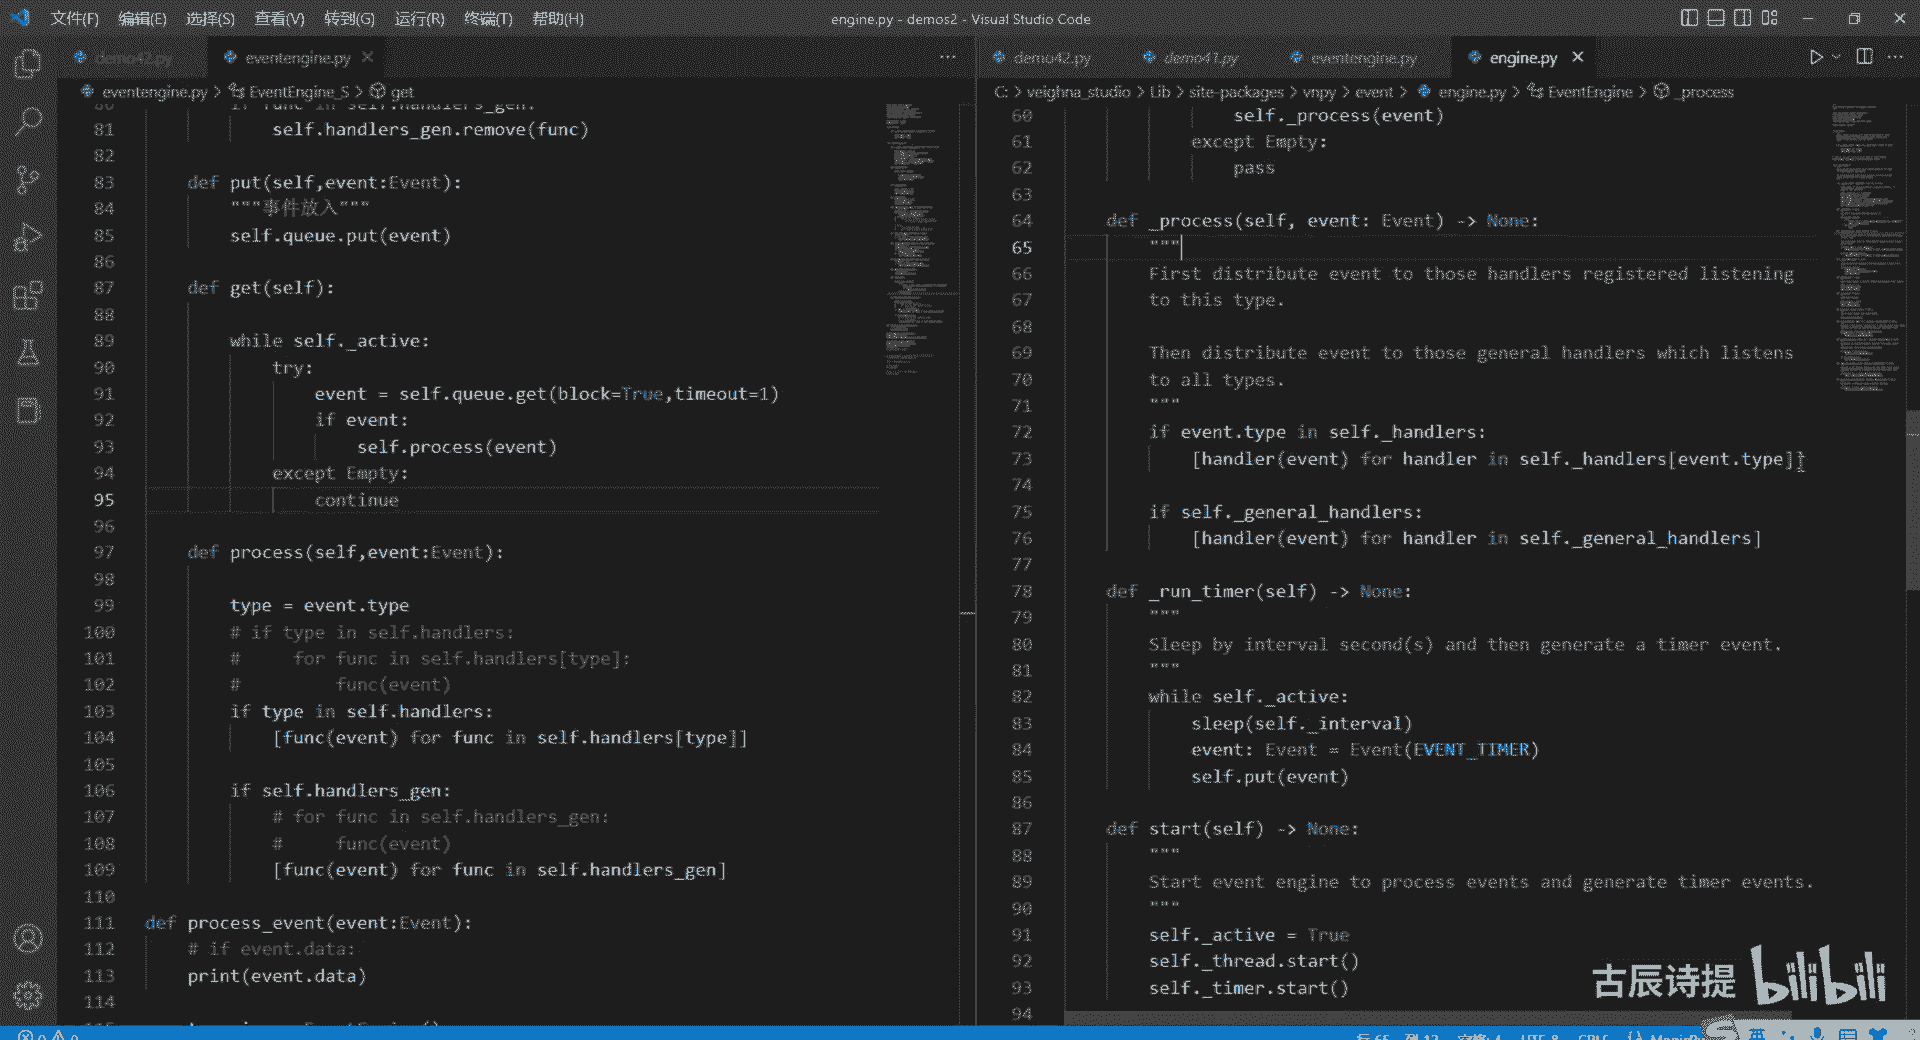 文件(F) 编辑(E) 选择(S) 查看(V) 转到(G) 运行(R) 终端(T) 帮助(H)
engine.py - demos2 - Visual Studio Code
demo42.py eventengine.py
eventengine.py > EventEngine_S > get
80 if func in self.handlers_gen:
81 self.handlers_gen.remove(func)
82
83 def put(self,event:Event):
84 """事件放入"""
85 self.queue.put(event)
86
87 def get(self):
88
89 while self._active:
90 try:
91 event = self.queue.get(block=True,timeout=1)
92 if event:
93 self.process(event)
94 except Empty:
95 continue
96
97 def process(self,event:Event):
98
99 type = event.type
100 # if type in self.handlers:
101 # for func in self.handlers[type]:
102 # func(event)
103 if type in self.handlers:
104 [func(event) for func in self.handlers[type]]
105
106 if self.handlers_gen:
107 # for func in self.handlers_gen:
108 # func(event)
109 [func(event) for func in self.handlers_gen]
110
111 def process_event(event:Event):
112 # if event.data:
113 print(event.data)
114
demo42.py demo41.py eventengine.py engine.py
C: > veighna_studio > Lib > site-packages > vnpy > event > engine.py > EventEngine > _process
60 self._process(event)
61 except Empty:
62 pass
63
64 def _process(self, event: Event) -> None:
65 """
66 First distribute event to those handlers registered listening
67 to this type.
68
69 Then distribute event to those general handlers which listens
70 to all types.
71 """
72 if event.type in self._handlers:
73 [handler(event) for handler in self._handlers[event.type]]
74
75 if self._general_handlers:
76 [handler(event) for handler in self._general_handlers]
77
78 def _run_timer(self) -> None:
79 """
80 Sleep by interval second(s) and then generate a timer event.
81 """
82 while self._active:
83 sleep(self._interval)
84 event: Event = Event(EVENT_TIMER)
85 self.put(event)
86
87 def start(self) -> None:
88 """
89 Start event engine to process events and generate timer events.
90 """
91 self._active = True
92 self._thread.start()
93 self._timer.start()
94
古辰诗提 bilibili